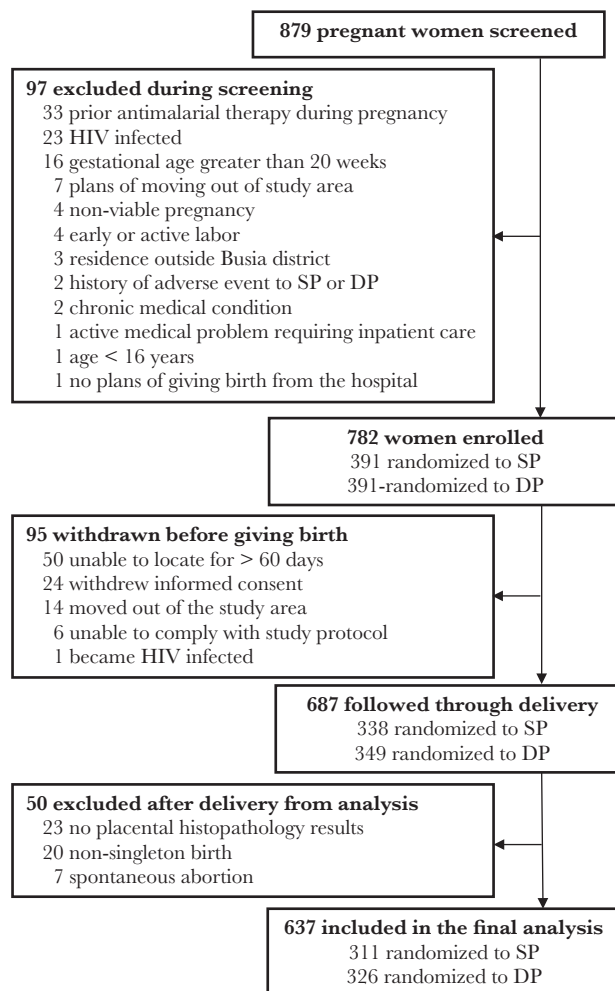 879 pregnant women screened
97 excluded during screening
33 prior antimalarial therapy during pregnancy
23 HIV infected
16 gestational age greater than 20 weeks
7 plans of moving out of study area
4 non-viable pregnancy
4 early or active labor
3 residence outside Busia district
2 history of adverse event to SP or DP
2 chronic medical condition
1 active medical problem requiring inpatient care
1 age < 16 years
1 no plans of giving birth from the hospital
782 women enrolled
391 randomized to SP
391-randomized to DP
95 withdrawn before giving birth
50 unable to locate for > 60 days
24 withdrew informed consent
14 moved out of the study area
6 unable to comply with study protocol
1 became HIV infected
687 followed through delivery
338 randomized to SP
349 randomized to DP
50 excluded after delivery from analysis
23 no placental histopathology results
20 non-singleton birth
7 spontaneous abortion
637 included in the final analysis
311 randomized to SP
326 randomized to DP